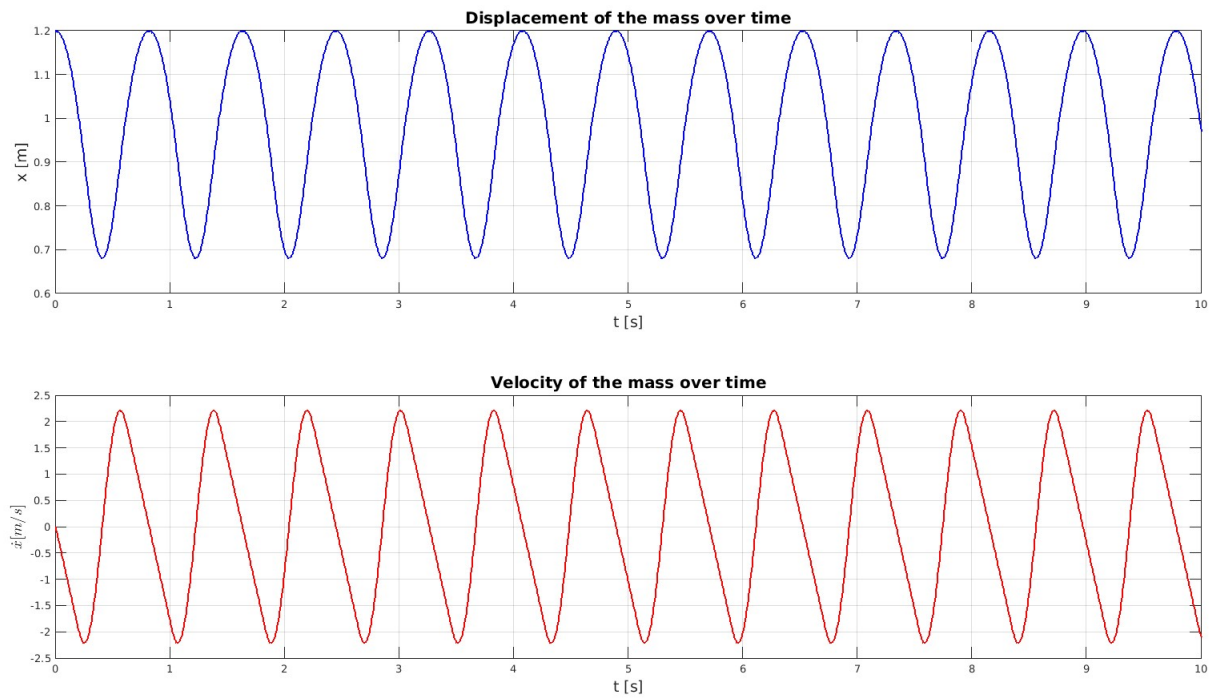 Displacement of the mass over time
1.2
1.1
1
0.9
0.8
0.7
0.6
x [m]
0 1 2 3 4 5 6 7 8 9 10
t [s]
Velocity of the mass over time
2.5
2
1.5
1
0.5
0
-0.5
-1
-1.5
-2
-2.5
ẋ[m/s]
0 1 2 3 4 5 6 7 8 9 10
t [s]